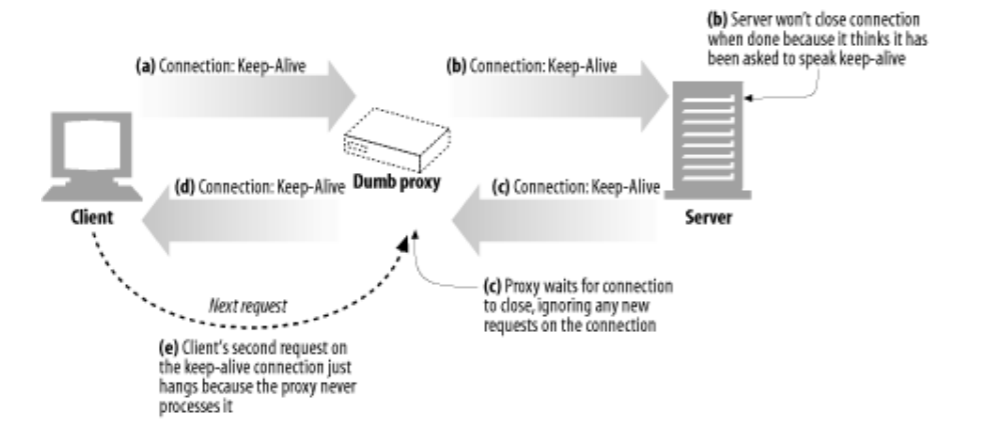 (b) Server won't close connection
when done because it thinks it has
been asked to speak keep-alive
(a) Connection: Keep-Alive
(b) Connection: Keep-Alive
(d) Connection: Keep-Alive
Dumb proxy
(c) Connection: Keep-Alive
Client
Server
(c) Proxy waits for connection
to close, ignoring any new
requests on the connection
Next request
(e) Client's second request on
the keep-alive connection just
hangs because the proxy never
processes it